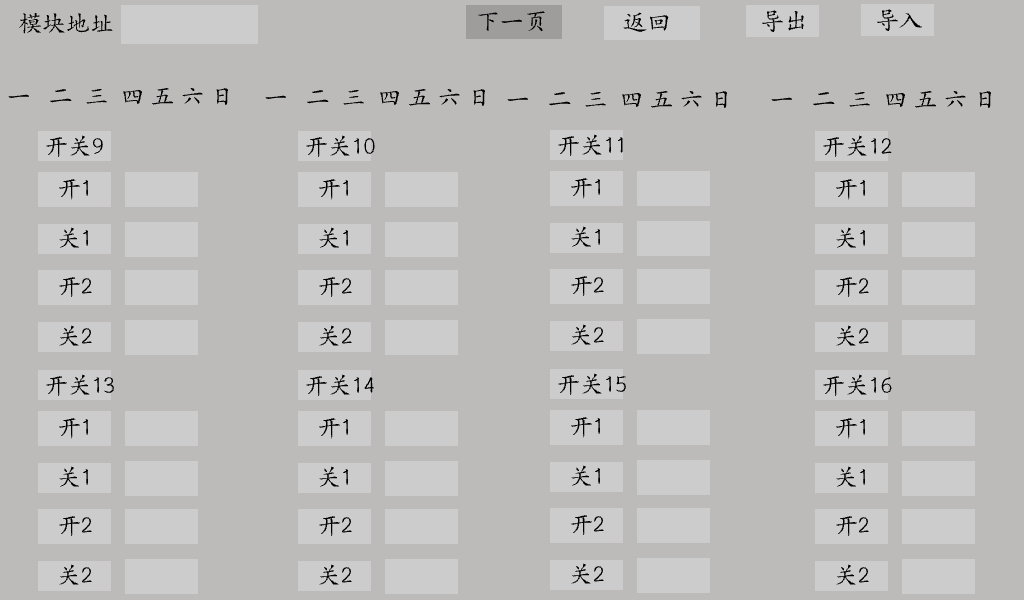 模块地址 下一页 返回 导出 导入
一 二 三 四 五 六 日 一 二 三 四 五 六 日 一 二 三 四 五 六 日 一 二 三 四 五 六 日
开关9 开关10 开关11 开关12
开1 开1 开1 开1
关1 关1 关1 关1
开2 开2 开2 开2
关2 关2 关2 关2
开关13 开关14 开关15 开关16
开1 开1 开1 开1
关1 关1 关1 关1
开2 开2 开2 开2
关2 关2 关2 关2